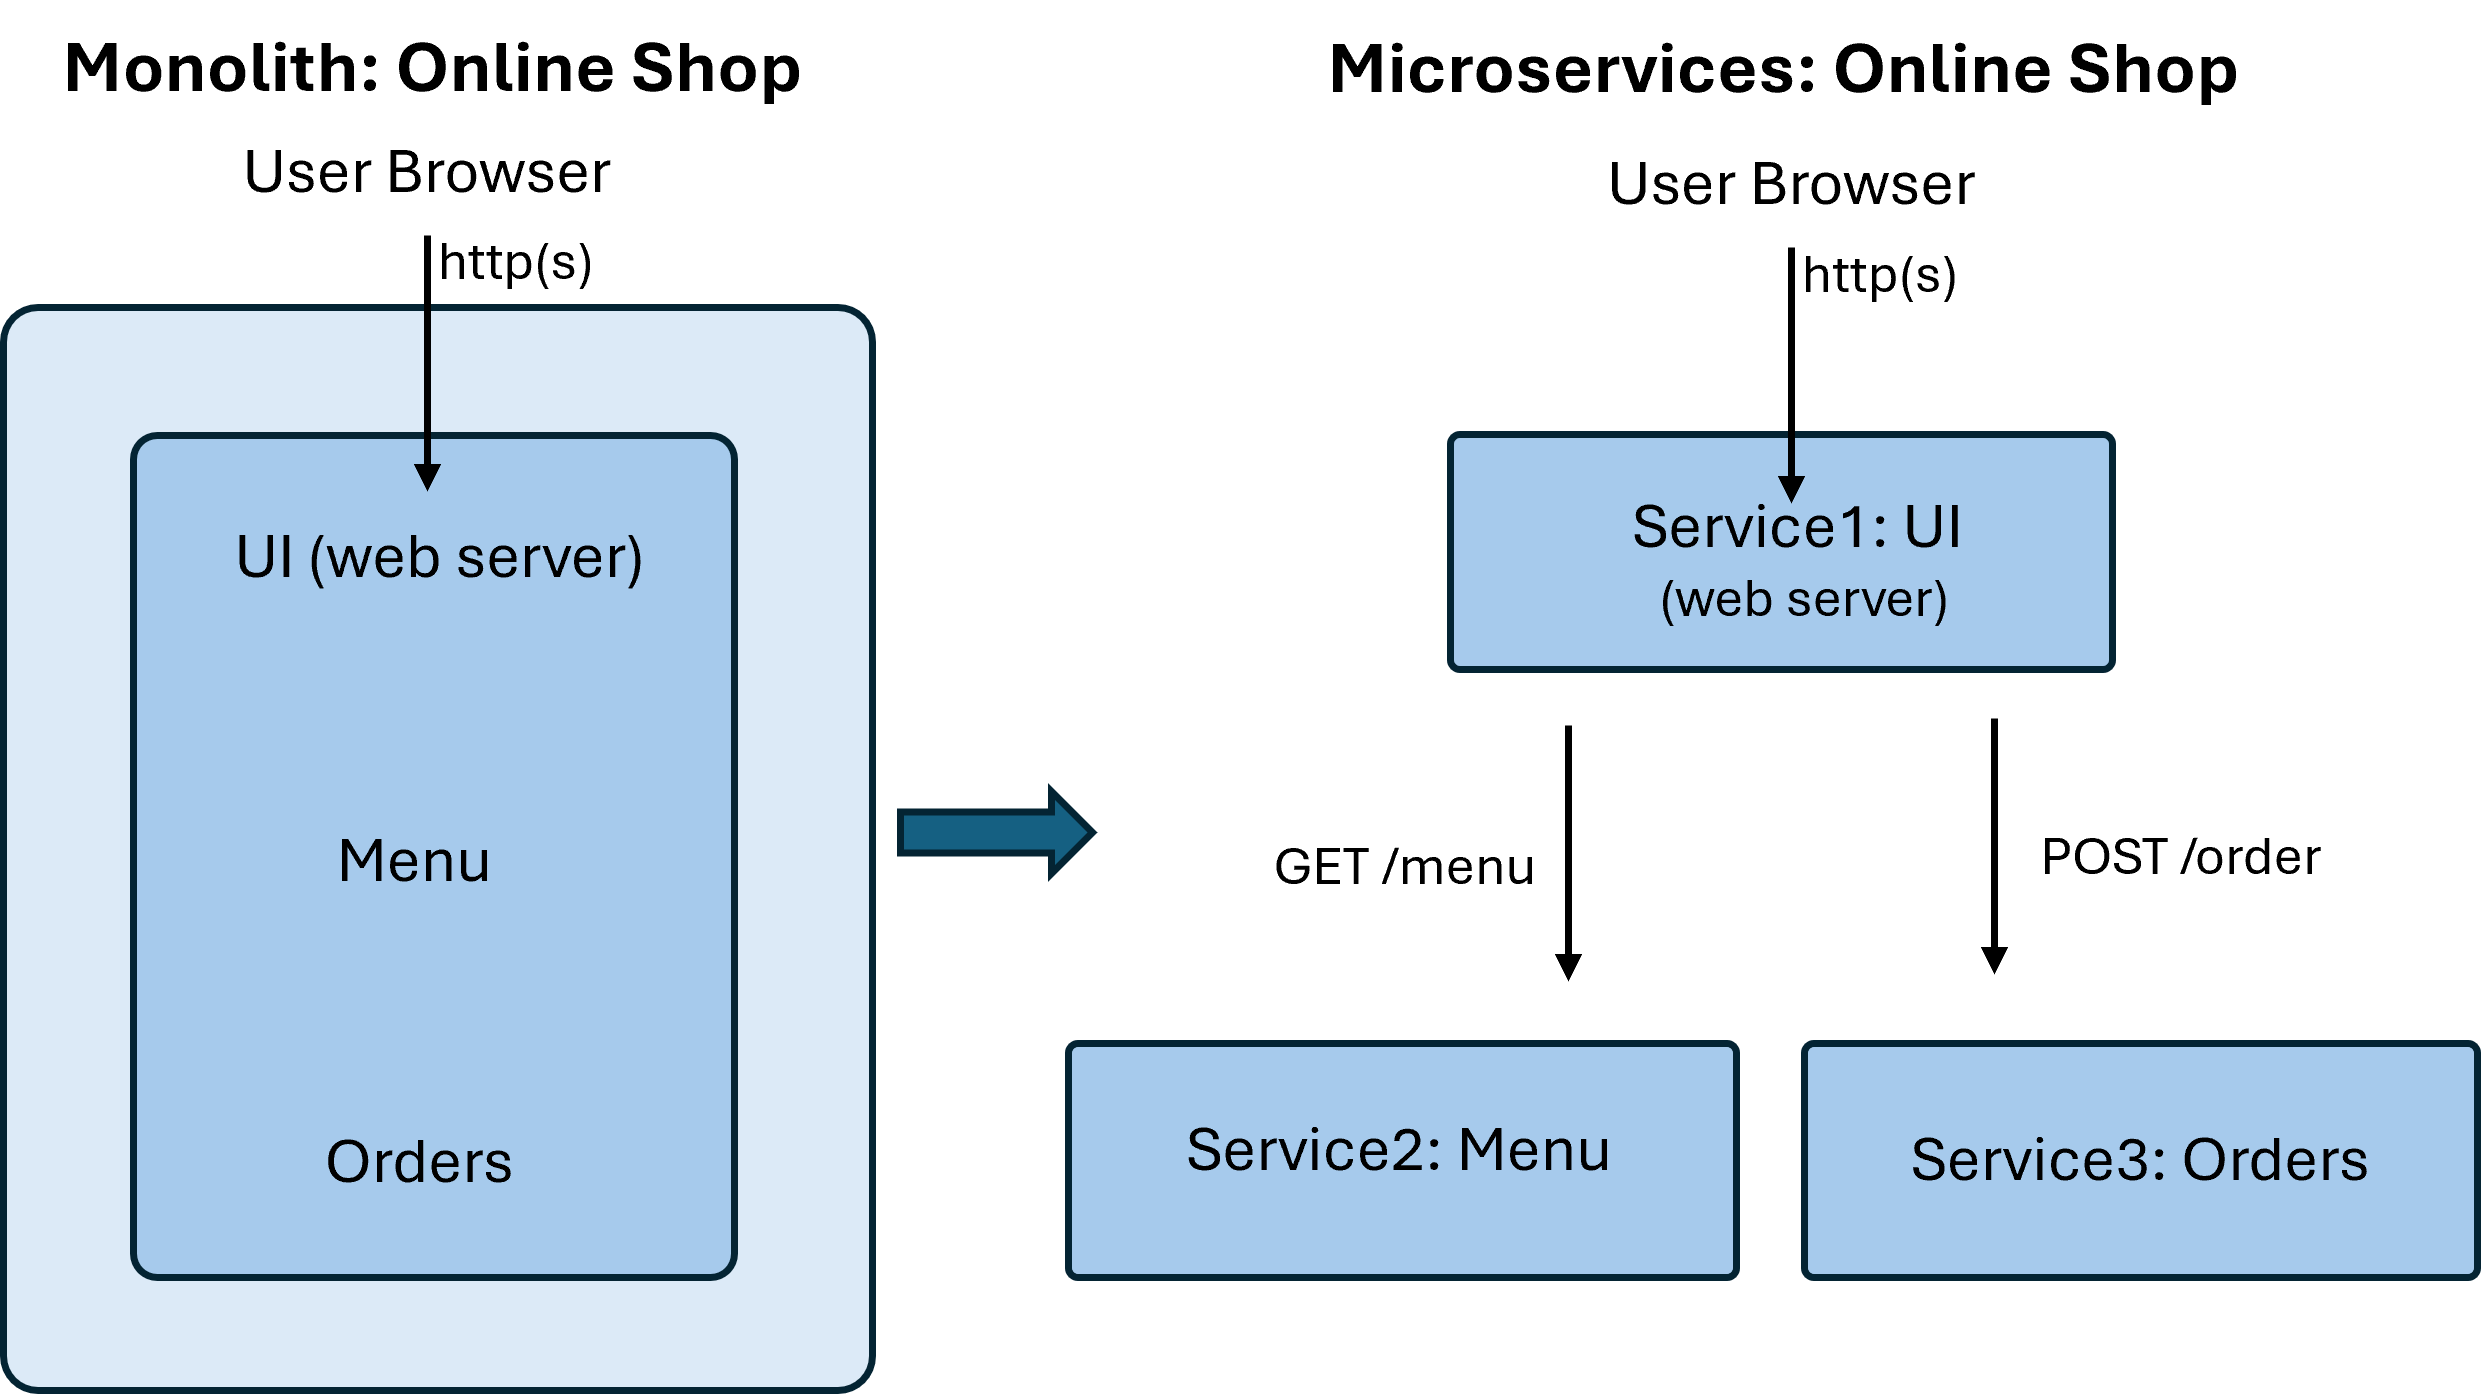 Monolith: Online Shop
User Browser
http(s)
UI (web server)
Menu
Orders
Microservices: Online Shop
User Browser
http(s)
Service1: UI
(web server)
GET /menu
POST /order
Service2: Menu
Service3: Orders